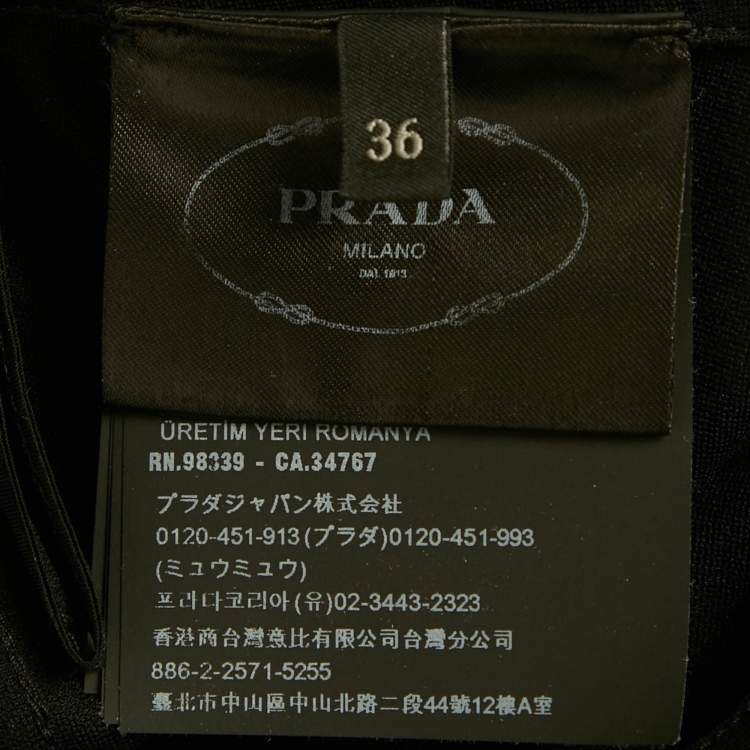 36
PRADA
MILANO
DAL 1913
ÜRETİM YERİ ROMANYA
RN.98339 - CA.34767
プラダジャパン株式会社
0120-451-913(プラダ)0120-451-993
(ミュウミュウ)
프라다코리아(유)02-3443-2323
香港商台灣意比有限公司台灣分公司
886-2-2571-5255
臺北市中山區中山北路二段44號12樓A室